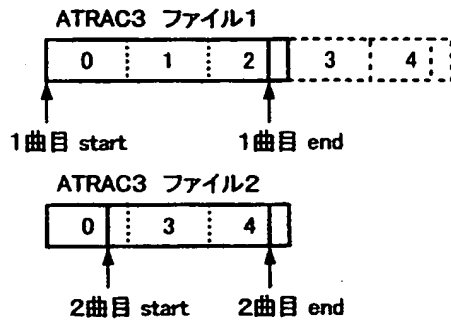 ATRAC3 ファイル1
0 1 2 3 4
1曲目 start 1曲目 end
ATRAC3 ファイル2
0 3 4
2曲目 start 2曲目 end